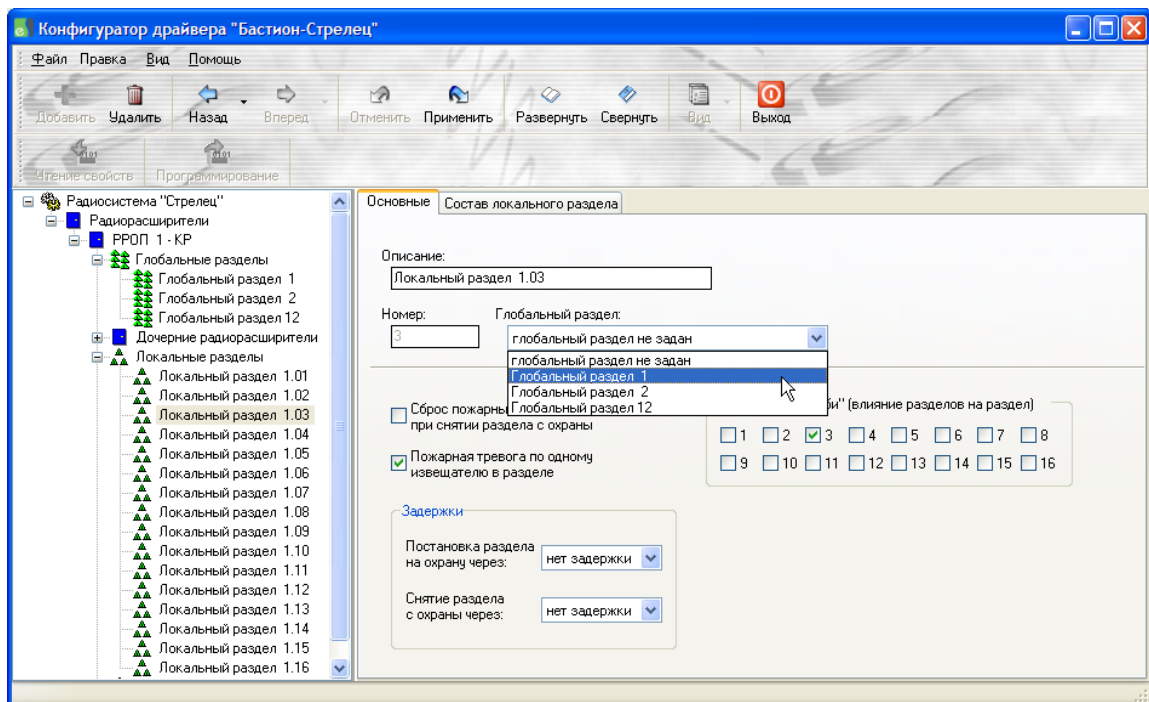 Конфигуратор драйвера "Бастион-Стрелец"
Файл Правка Вид Помощь
Добавить Удалить Назад Вперед Отменить Применить Развернуть Свернуть Вид Выход
Чтение свойств Программирование
Радиосистема "Стрелец"
Радиорасширители
РРОП 1 - КР
Глобальные разделы
Глобальный раздел 1
Глобальный раздел 2
Глобальный раздел 12
Дочерние радиорасширители
Локальные разделы
Локальный раздел 1.01
Локальный раздел 1.02
Локальный раздел 1.03
Локальный раздел 1.04
Локальный раздел 1.05
Локальный раздел 1.06
Локальный раздел 1.07
Локальный раздел 1.08
Локальный раздел 1.09
Локальный раздел 1.10
Локальный раздел 1.11
Локальный раздел 1.12
Локальный раздел 1.13
Локальный раздел 1.14
Локальный раздел 1.15
Локальный раздел 1.16
Основные Состав локального раздела
Описание:
Локальный раздел 1.03
Номер: Глобальный раздел:
3 глобальный раздел не задан
глобальный раздел не задан
Глобальный раздел 1
Глобальный раздел 2
Глобальный раздел 12
Сброс пожарны
при снятии раздела с охраны
Пожарная тревога по одному
извещателю в разделе
би" (влияние разделов на раздел)
1 2 3 4 5 6 7 8
9 10 11 12 13 14 15 16
Задержки
Постановка раздела
на охрану через: нет задержки
Снятие раздела
с охраны через: нет задержки